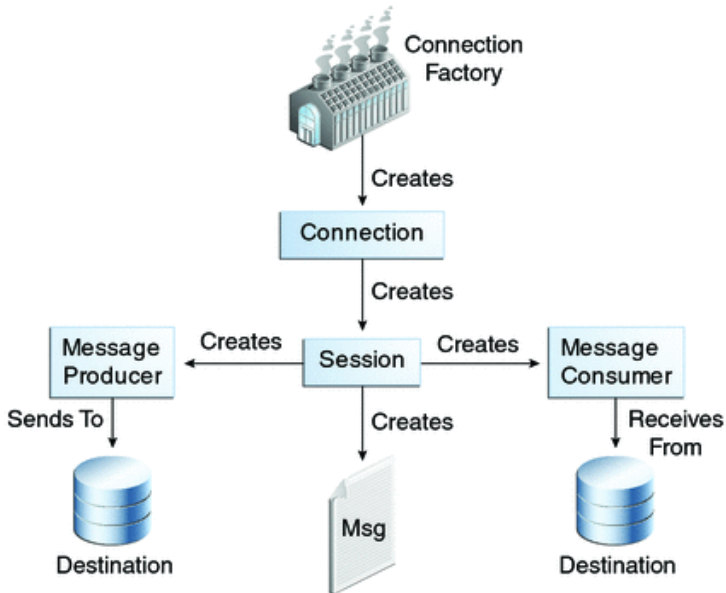 Connection
Factory
Creates
Connection
Creates
Message
Producer
Creates
Session
Creates
Message
Consumer
Sends To
Creates
Receives
From
Msg
Destination
Destination